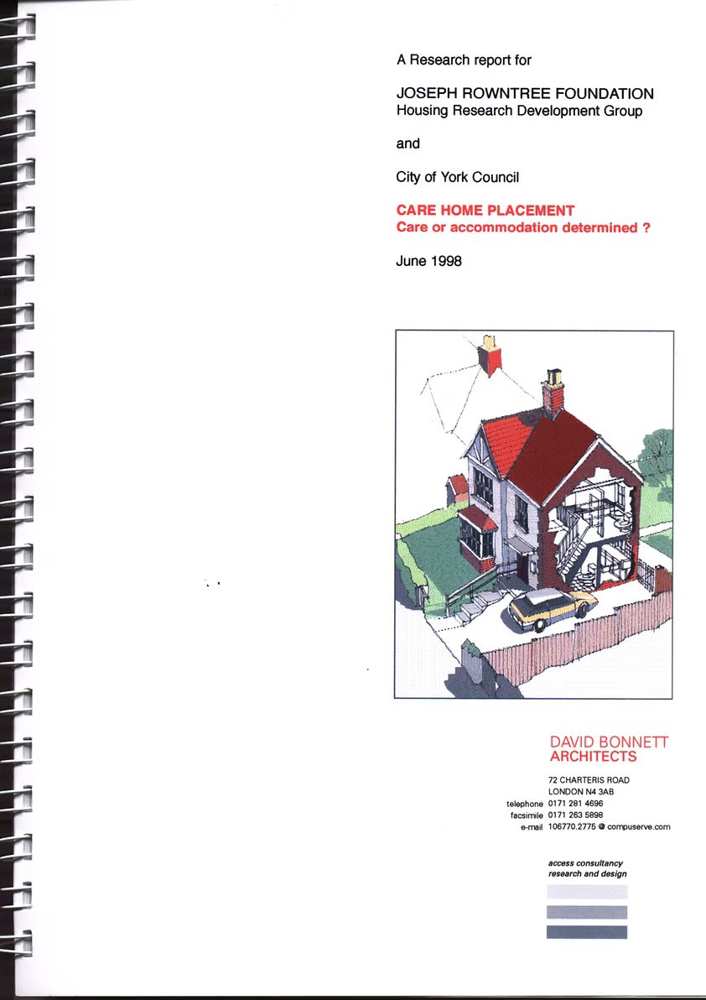 A Research report for
JOSEPH ROWNTREE FOUNDATION
Housing Research Development Group
and
City of York Council
CARE HOME PLACEMENT
Care or accommodation determined ?
June 1998
DAVID BONNETT
ARCHITECTS
72 CHARTERIS ROAD
LONDON N4 3AB
telephone 0171 281 4696
facsimile 0171 263 5898
e-mail 106770.2775 @ compuserve.com
access consultancy
research and design